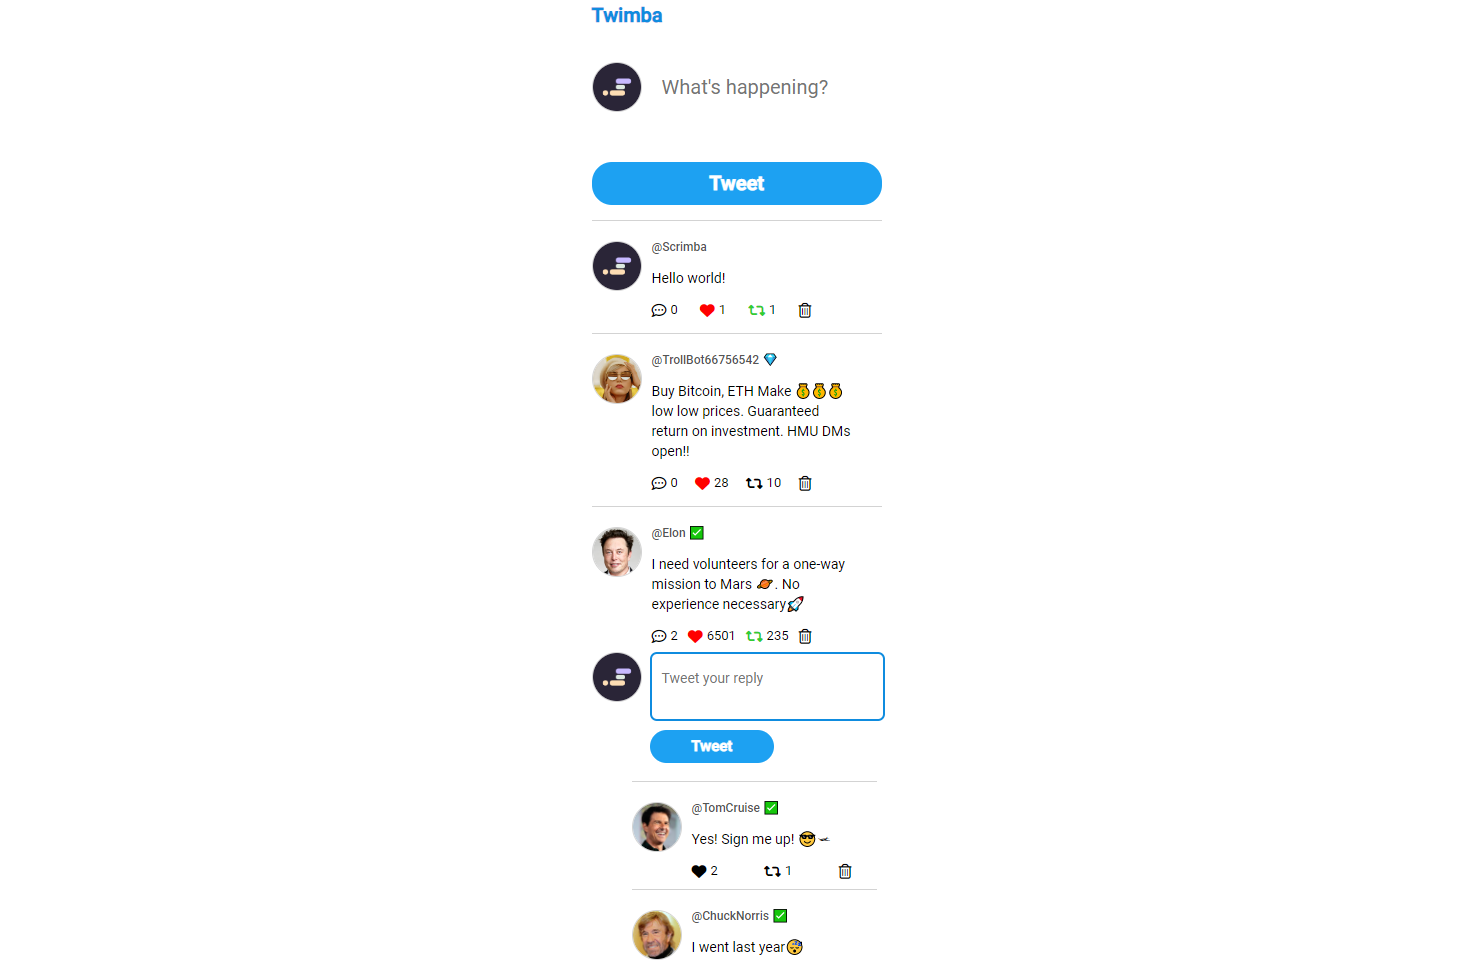 Twimba
What's happening?
Tweet
@Scrimba
Hello world!
0 1 1
@TrollBot66756542 💎
Buy Bitcoin, ETH Make 💰💰💰
low low prices. Guaranteed
return on investment. HMU DMs
open!!
0 28 10
@Elon ✅
I need volunteers for a one-way
mission to Mars 🪐. No
experience necessary🚀
2 6501 235
Tweet your reply
Tweet
@TomCruise ✅
Yes! Sign me up! 😎🛩
2 1
@ChuckNorris ✅
I went last year😴